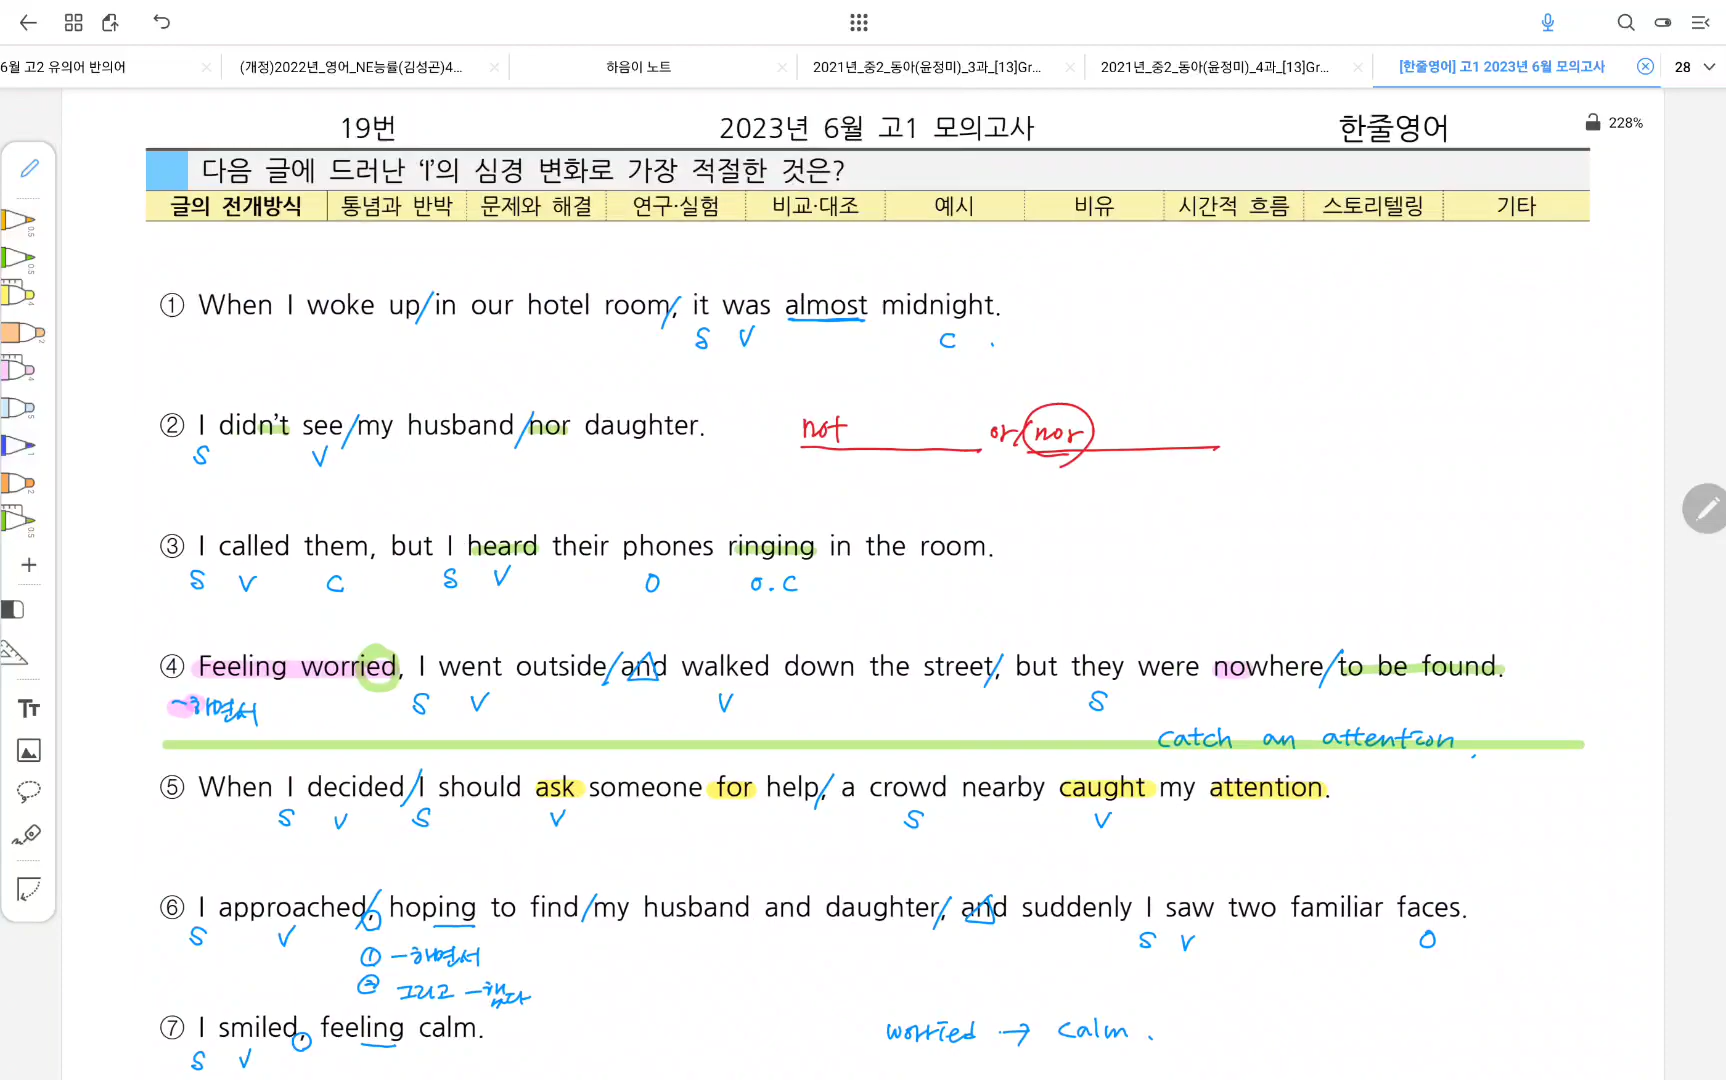 6월 고2 유의어 반의어
(개정)2022년_영어_NE능률(김성곤)4...
하음이 노트
2021년_중2_동아(윤정미)_3과_[13]Gr...
2021년_중2_동아(윤정미)_4과_[13]Gr...
[한줄영어] 고1 2023년 6월 모의고사
28
19번 2023년 6월 고1 모의고사 한줄영어
228%
다음 글에 드러난 'I'의 심경 변화로 가장 적절한 것은?
글의 전개방식 통념과 반박 문제와 해결 연구·실험 비교·대조 예시 비유 시간적 흐름 스토리텔링 기타
① When I woke up/in our hotel room/, it was almost midnight.
S V C .
② I didn't see/my husband/nor daughter. not or/nor
S V
③ I called them, but I heard their phones ringing in the room.
S V C S V O O.C
④ Feeling worried, I went outside/and walked down the street/, but they were nowhere/to be found.
~하면서 S V V S
catch an attention.
⑤ When I decided/I should ask someone for help/, a crowd nearby caught my attention.
S V S V S V
⑥ I approached/, hoping to find/my husband and daughter/, and suddenly I saw two familiar faces.
S V S V O
① -하면서
② 그리고 -했다
⑦ I smiled, feeling calm. worried → calm.
S V
0.5
0.5
4
2
4
5
1
2
0.5
TT